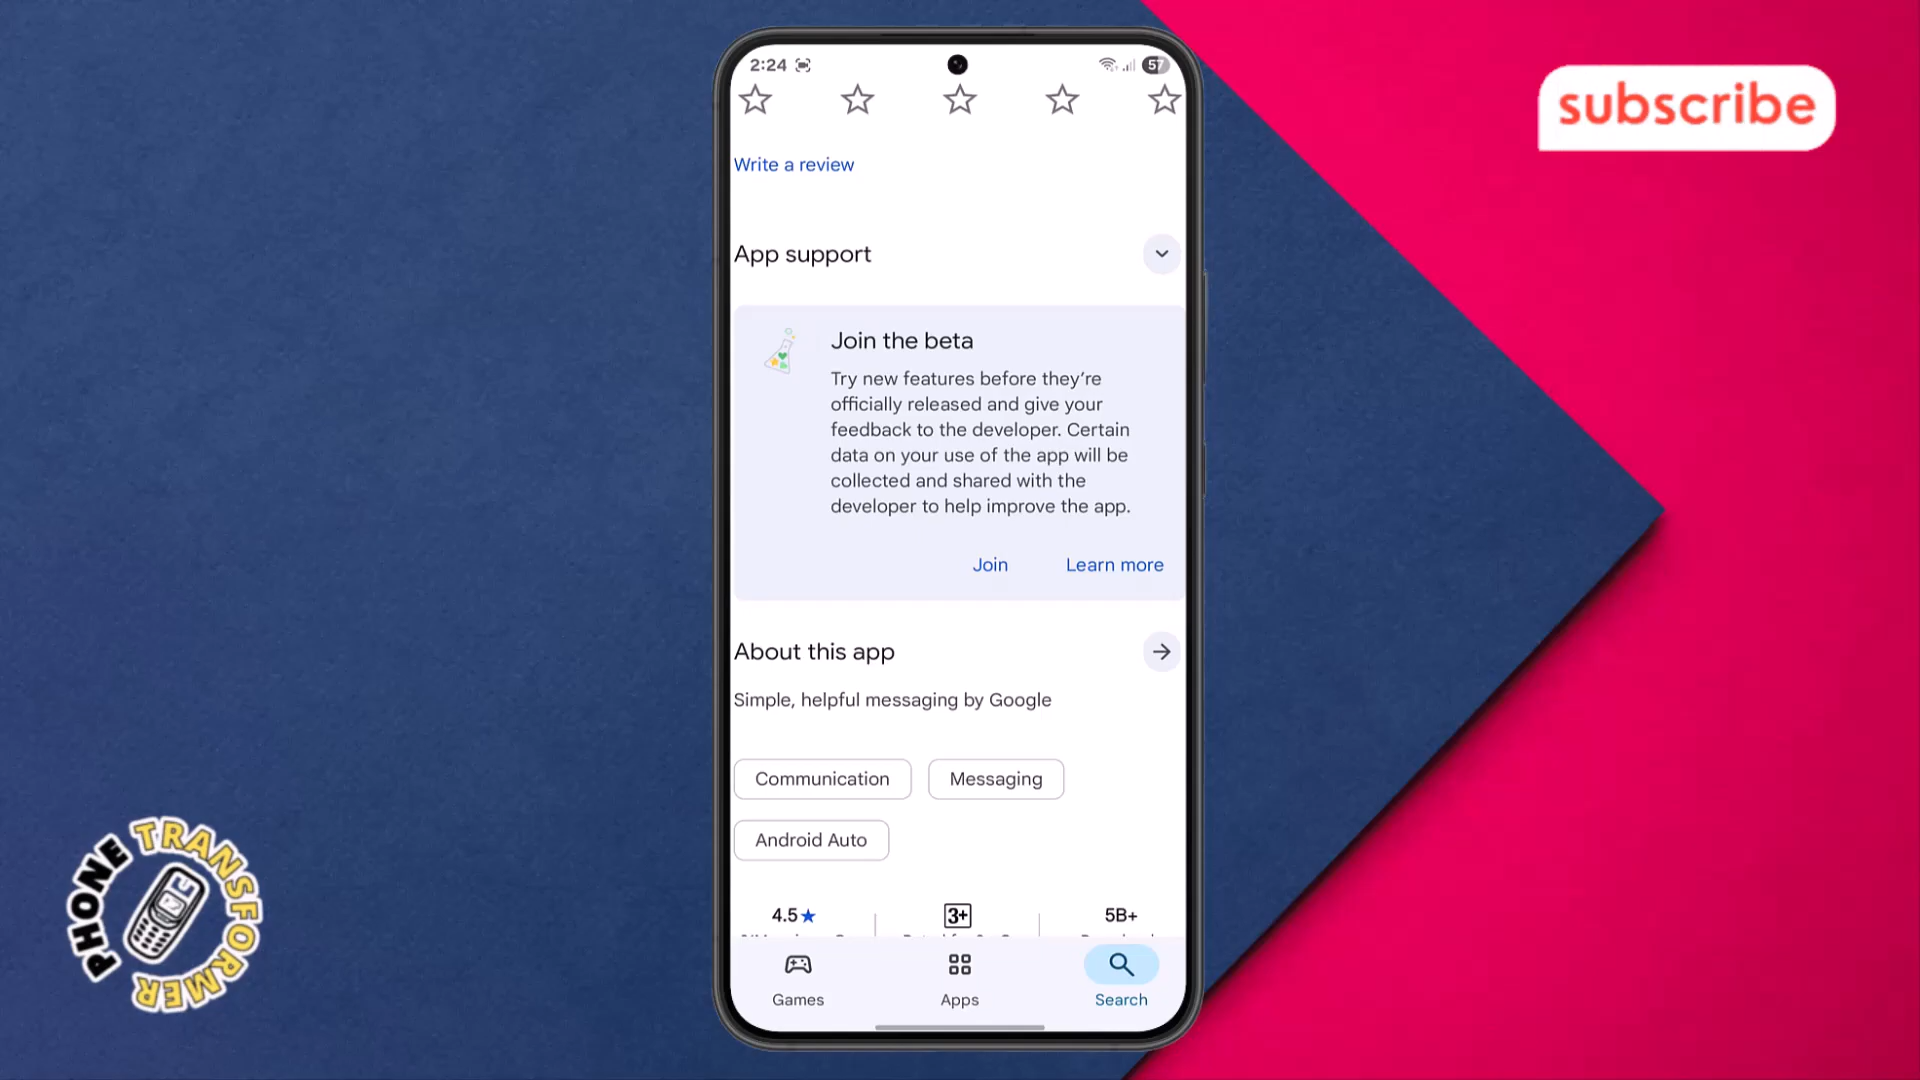 2:24
57
Write a review
App support
Join the beta
Try new features before they're
officially released and give your
feedback to the developer. Certain
data on your use of the app will be
collected and shared with the
developer to help improve the app.
Join Learn more
About this app
Simple, helpful messaging by Google
Communication Messaging
Android Auto
4.5★ 3+ 5B+
Games Apps Search
subscribe
PHONE TRANSFORMER